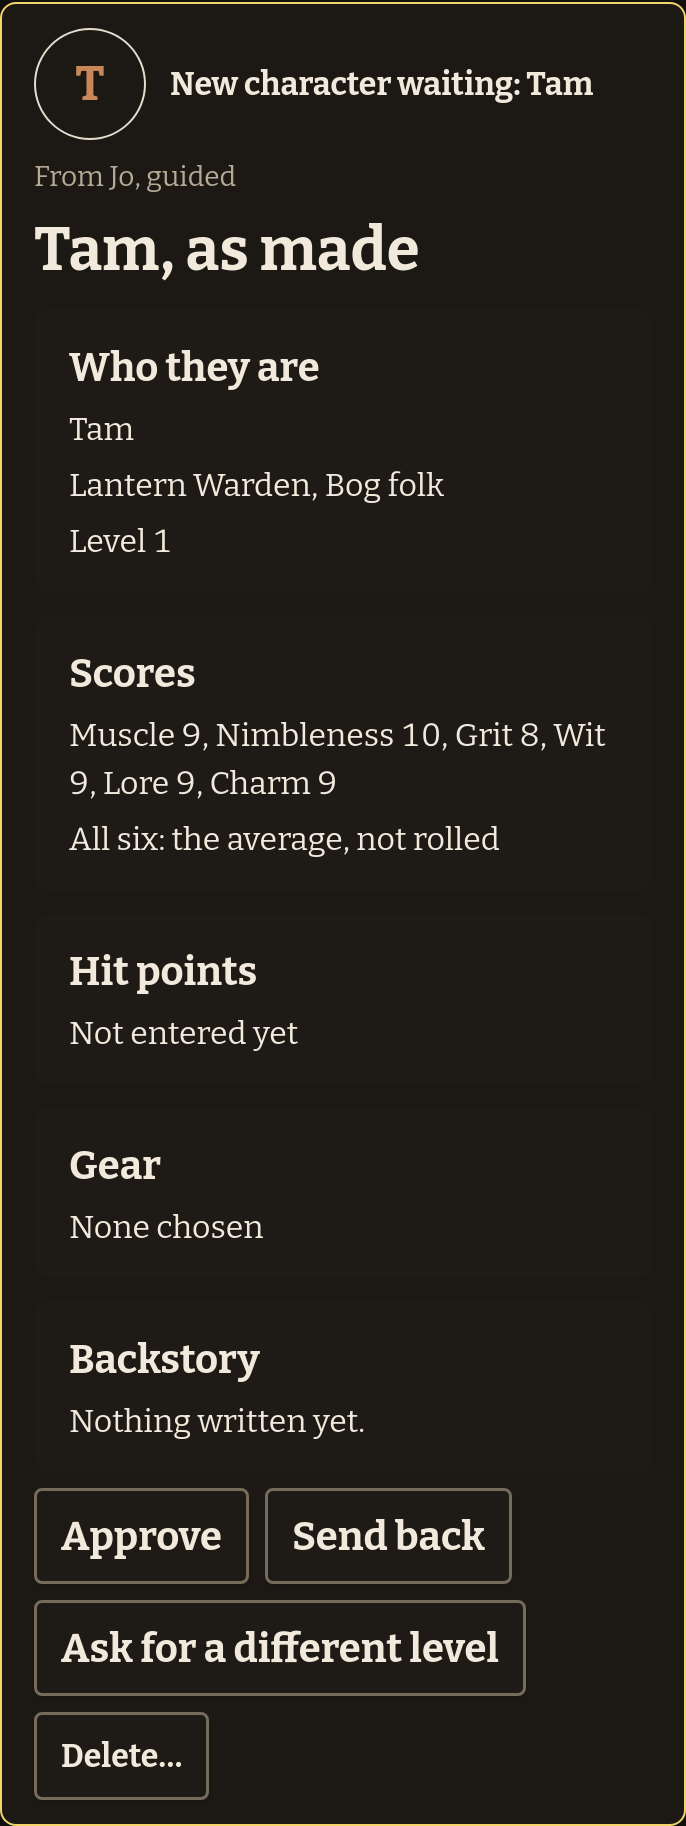 T
New character waiting: Tam
From Jo, guided
Tam, as made
Who they are
Tam
Lantern Warden, Bog folk
Level 1
Scores
Muscle 9, Nimbleness 10, Grit 8, Wit
9, Lore 9, Charm 9
All six: the average, not rolled
Hit points
Not entered yet
Gear
None chosen
Backstory
Nothing written yet.
Approve
Send back
Ask for a different level
Delete...